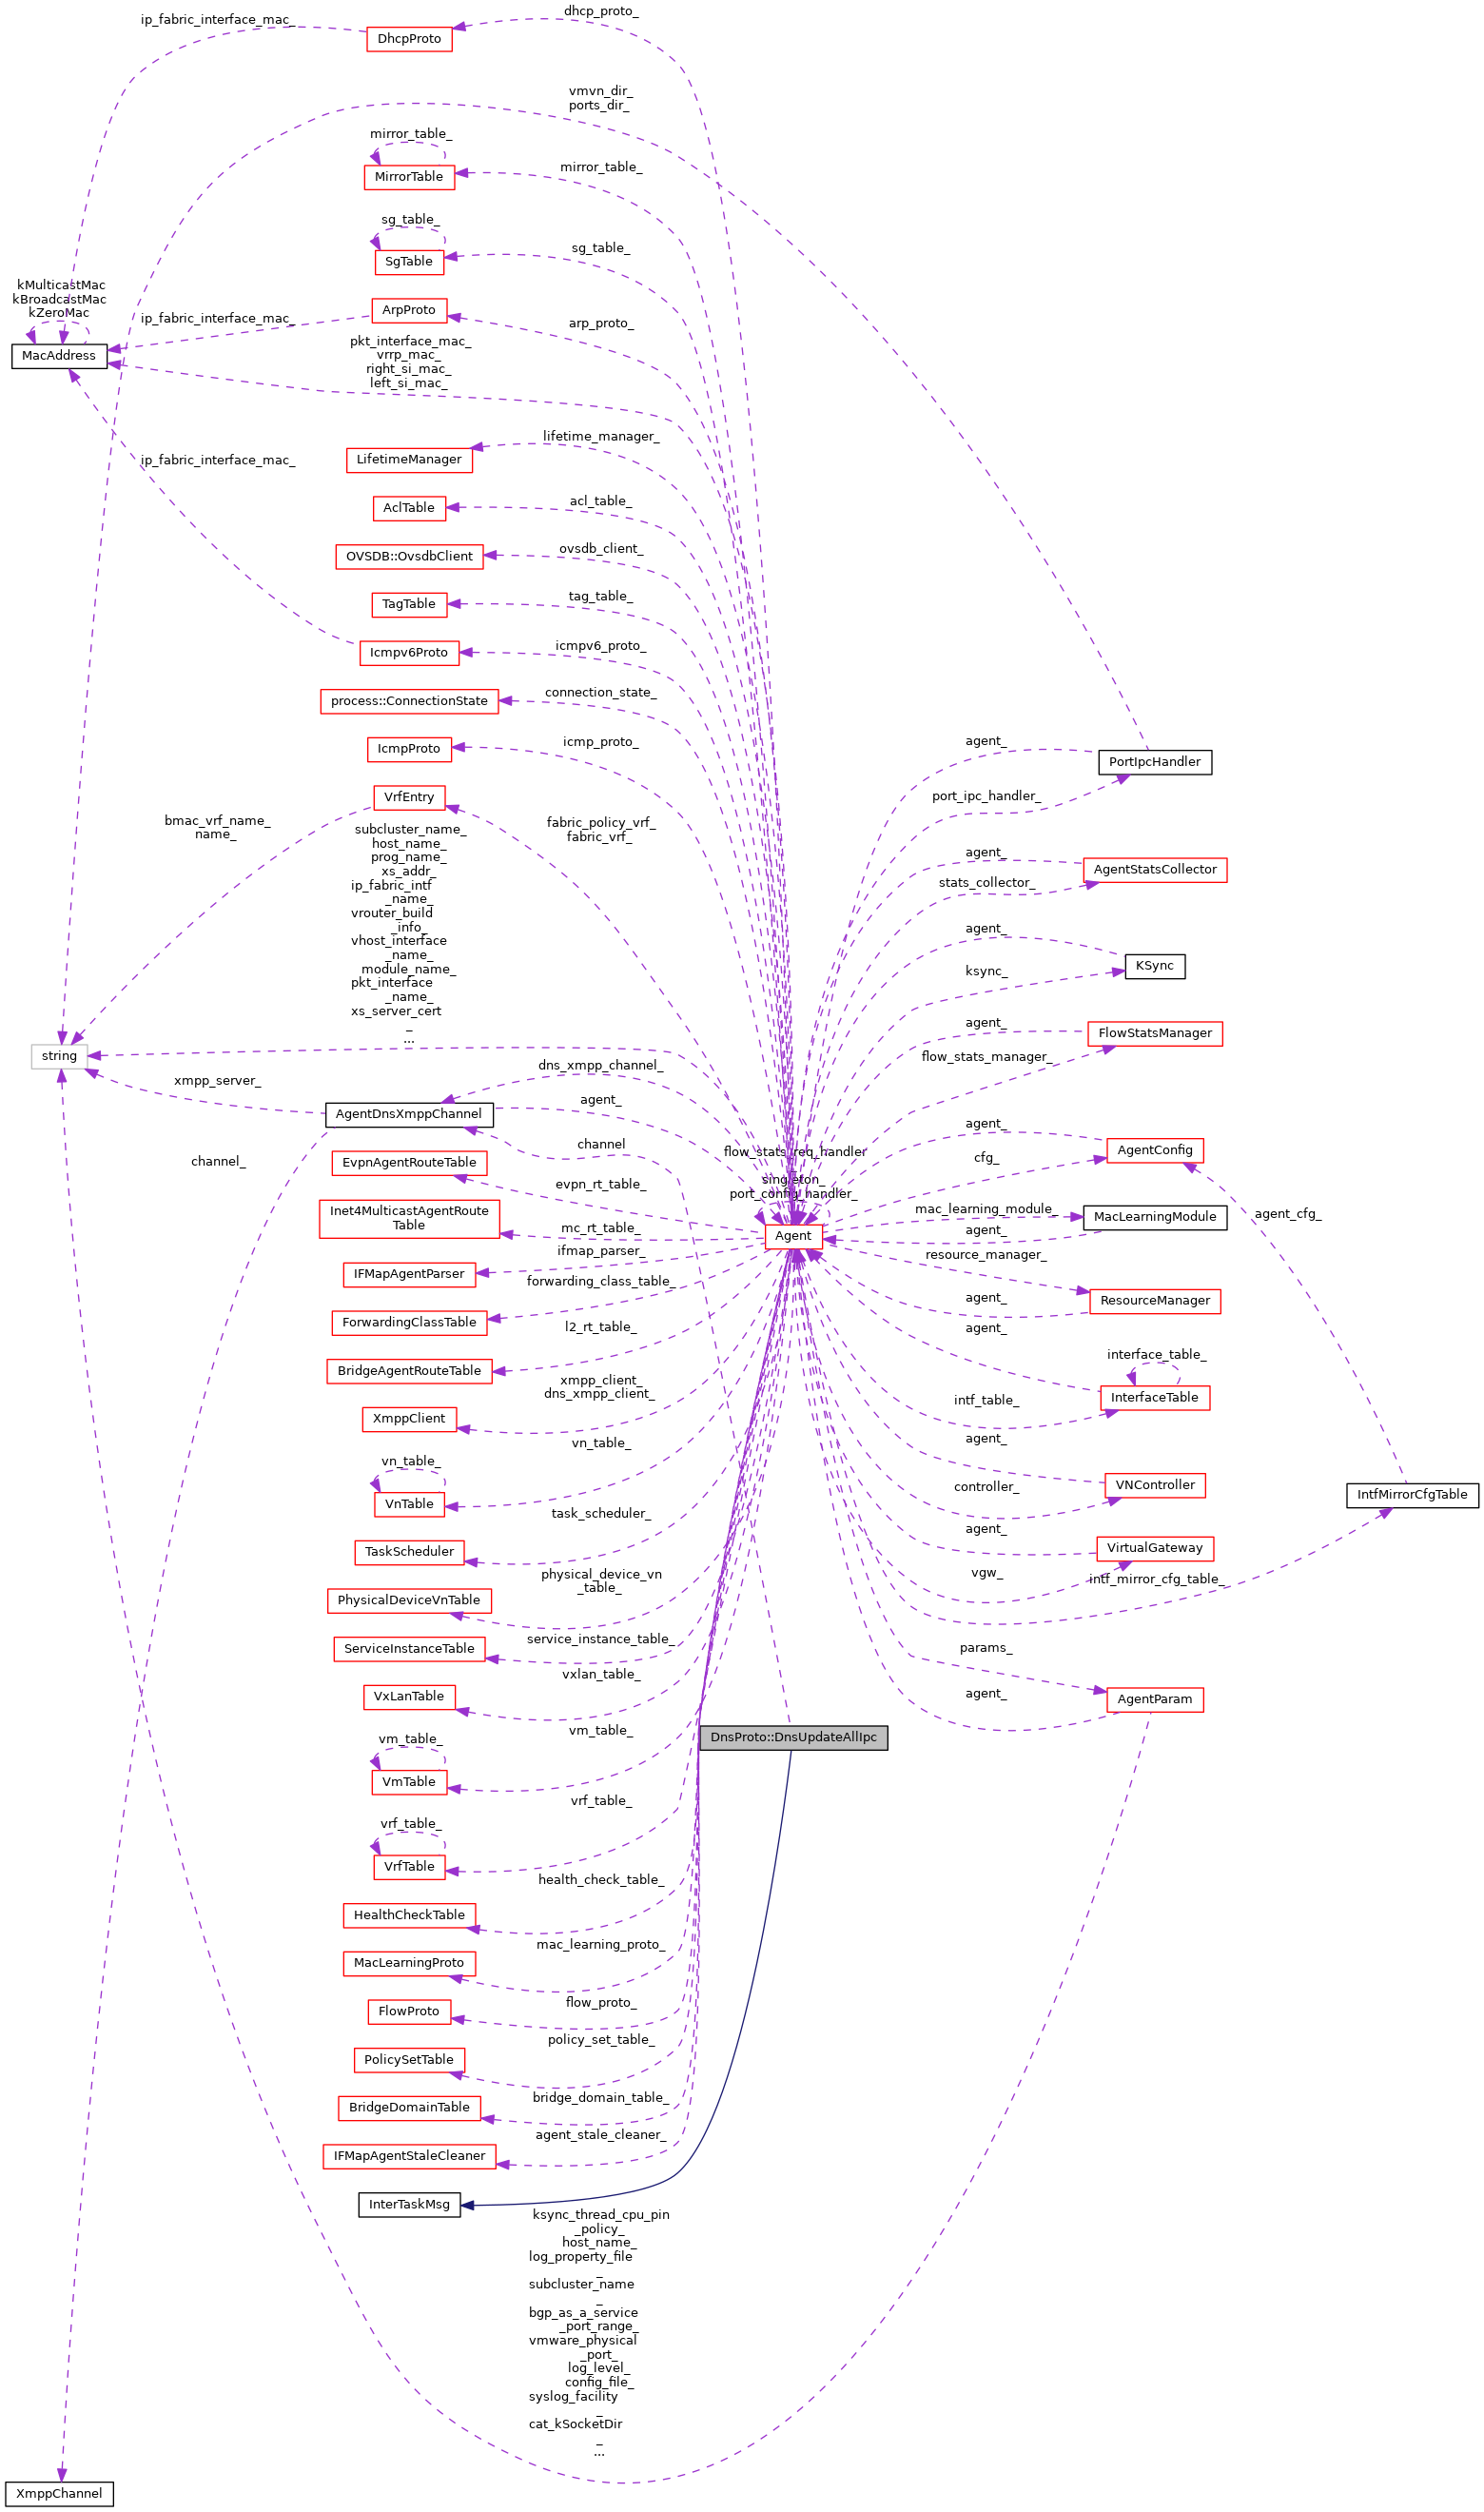 ip_fabric_interface_mac_
dhcp_proto_
DhcpProto
vmvn_dir_
ports_dir_
mirror_table_
MirrorTable
mirror_table_
sg_table_
SgTable
sg_table_
kMulticastMac
kBroadcastMac
kZeroMac
MacAddress
ip_fabric_interface_mac_
ArpProto
arp_proto_
pkt_interface_mac_
vrrp_mac_
right_si_mac_
left_si_mac_
LifetimeManager
lifetime_manager_
ip_fabric_interface_mac_
AclTable
acl_table_
OVSDB::OvsdbClient
ovsdb_client_
TagTable
tag_table_
Icmpv6Proto
icmpv6_proto_
process::ConnectionState
connection_state_
IcmpProto
icmp_proto_
agent_
PortIpcHandler
port_ipc_handler_
VrfEntry
bmac_vrf_name_
name_
fabric_policy_vrf_
fabric_vrf_
subcluster_name_
host_name_
prog_name_
xs_addr_
ip_fabric_intf
_name_
vrouter_build
_info_
vhost_interface
_name_
module_name_
pkt_interface
_name_
xs_server_cert
_
...
agent_
AgentStatsCollector
stats_collector_
agent_
KSync
ksync_
agent_
FlowStatsManager
flow_stats_manager_
string
xmpp_server_
dns_xmpp_channel_
AgentDnsXmppChannel
agent_
channel_
channel
EvpnAgentRouteTable
evpn_rt_table_
flow_stats_req_handler
_
singleton_
port_config_handler_
Agent
agent_
AgentConfig
cfg_
agent_cfg_
Inet4MulticastAgentRoute
Table
mc_rt_table_
mac_learning_module_
MacLearningModule
agent_
IFMapAgentParser
ifmap_parser_
resource_manager_
ResourceManager
agent_
ForwardingClassTable
forwarding_class_table_
agent_
BridgeAgentRouteTable
l2_rt_table_
interface_table_
InterfaceTable
intf_table_
XmppClient
xmpp_client_
dns_xmpp_client_
agent_
vn_table_
VnTable
vn_table_
VNController
controller_
IntfMirrorCfgTable
TaskScheduler
task_scheduler_
agent_
VirtualGateway
vgw_
intf_mirror_cfg_table_
PhysicalDeviceVnTable
physical_device_vn
_table_
ServiceInstanceTable
service_instance_table_
params_
VxLanTable
vxlan_table_
agent_
AgentParam
DnsProto::DnsUpdateAllIpc
vm_table_
VmTable
vm_table_
vrf_table_
VrfTable
vrf_table_
HealthCheckTable
health_check_table_
MacLearningProto
mac_learning_proto_
FlowProto
flow_proto_
PolicySetTable
policy_set_table_
BridgeDomainTable
bridge_domain_table_
IFMapAgentStaleCleaner
agent_stale_cleaner_
InterTaskMsg
ksync_thread_cpu_pin
_policy_
host_name_
log_property_file
_
subcluster_name
_
bgp_as_a_service
_port_range_
vmware_physical
_port_
log_level_
config_file_
syslog_facility
_
cat_kSocketDir
_
...
XmppChannel